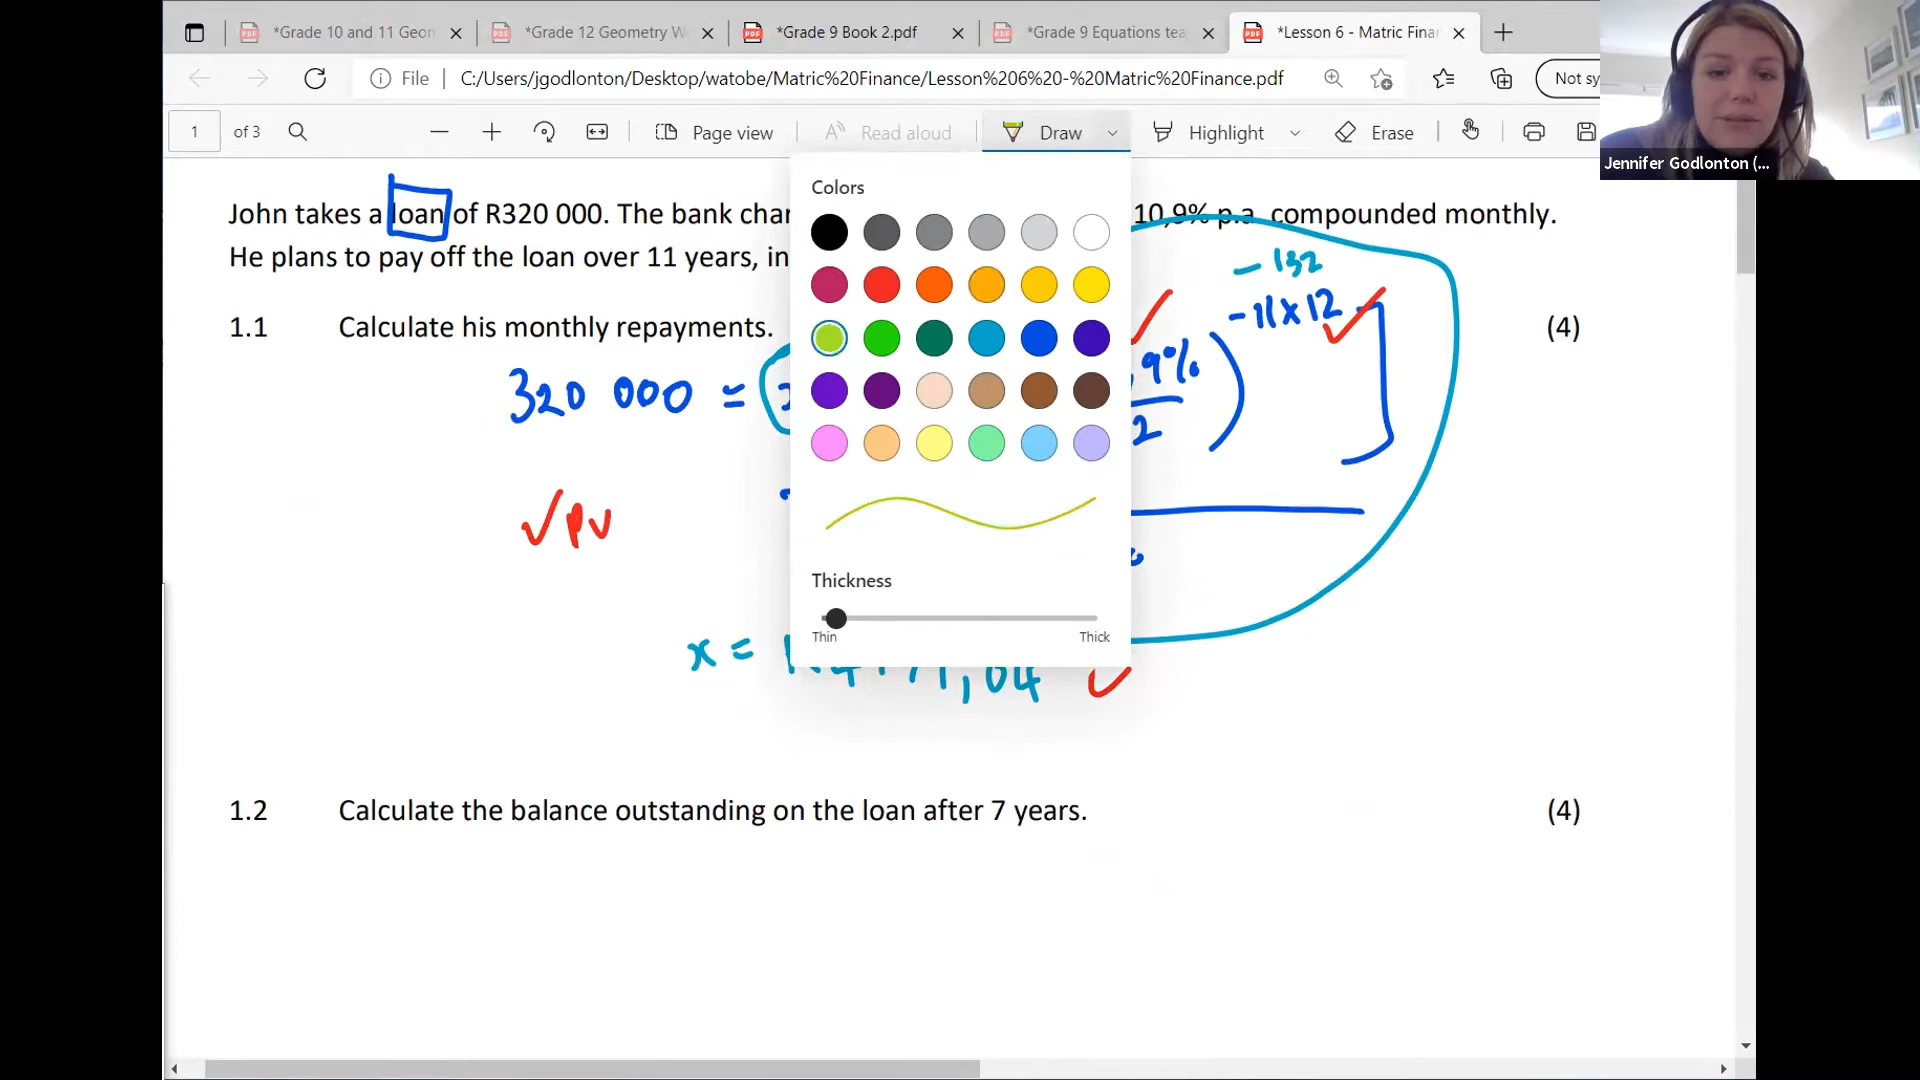 *Grade 10 and 11 Geon
*Grade 12 Geometry W
*Grade 9 Book 2.pdf
*Grade 9 Equations tea
*Lesson 6 - Matric Finar
File
C:/Users/jgodlonton/Desktop/watobe/Matric%20Finance/Lesson%206%20-%20Matric%20Finance.pdf
Not sy
1 of 3
Page view
Read aloud
Draw
Highlight
Erase
Jennifer Godlonton (...
Colors
John takes a loan of R320 000. The bank char 10,9% p.a. compounded monthly.
He plans to pay off the loan over 11 years, in
- 132
- 11 x 12
1.1 Calculate his monthly repayments. (4)
9%
320 000 =
2
✓ PV
Thickness
Thin Thick
x =
,04 ✓
1.2 Calculate the balance outstanding on the loan after 7 years. (4)